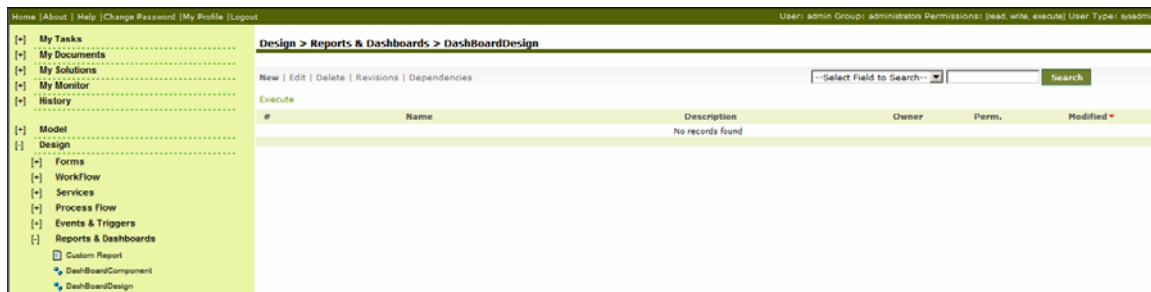 Home |About | Help |Change Password |My Profile |Logout
User: admin Group: administrators Permissions: [read, write, execute] User Type: sysadmi
[+] My Tasks
[+] My Documents
[+] My Solutions
[+] My Monitor
[+] History
[+] Model
[-] Design
[+] Forms
[+] WorkFlow
[+] Services
[+] Process Flow
[+] Events & Triggers
[-] Reports & Dashboards
Custom Report
DashBoardComponent
DashBoardDesign
Design > Reports & Dashboards > DashBoardDesign
New | Edit | Delete | Revisions | Dependencies
--Select Field to Search-- Search
Execute
# Name Description Owner Perm. Modified
No records found